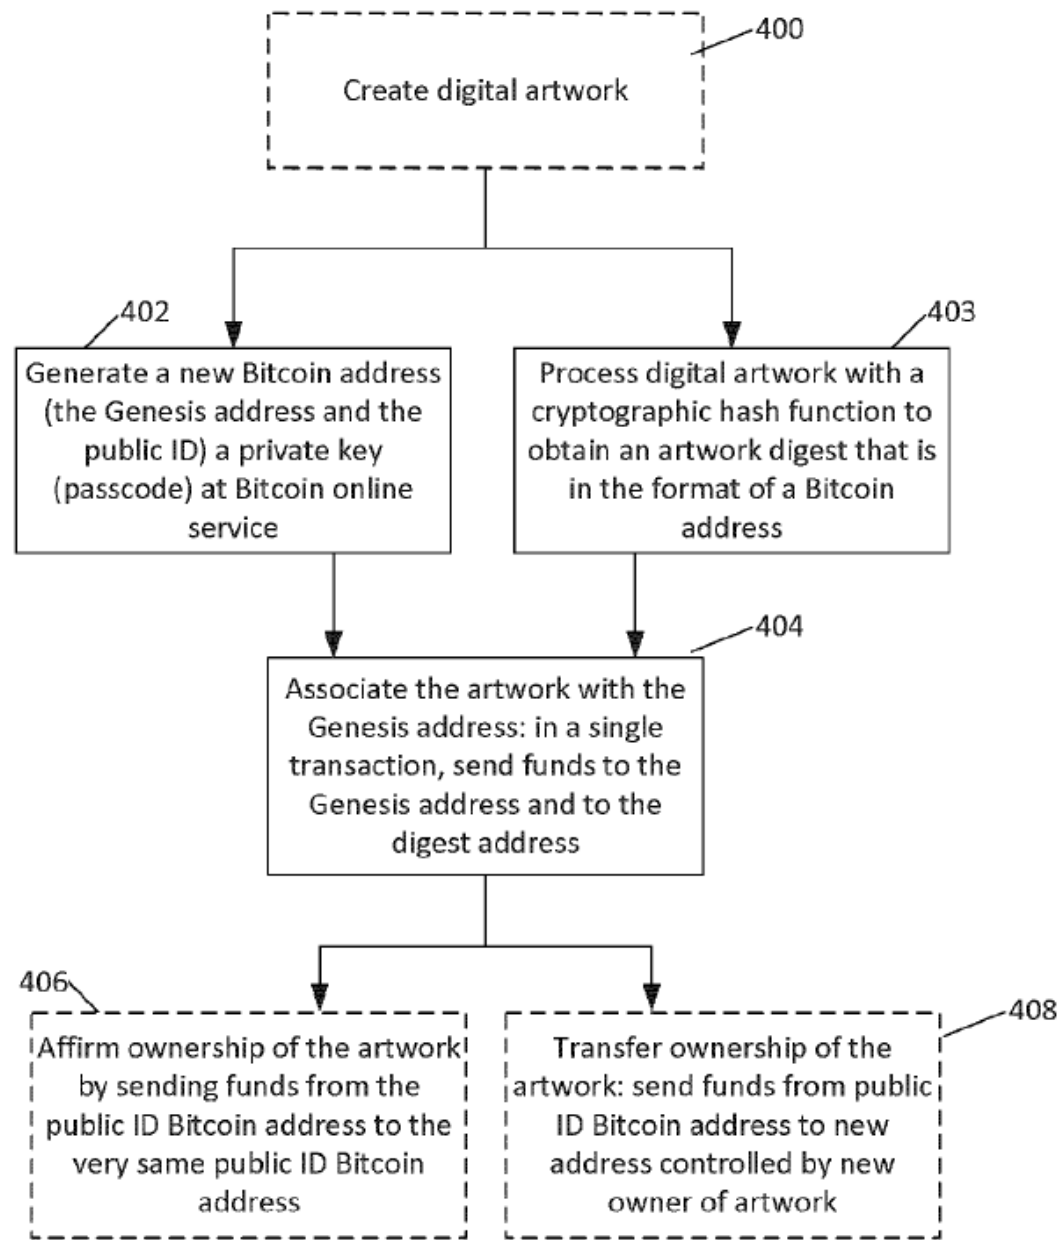 400
Create digital artwork
402
Generate a new Bitcoin address
(the Genesis address and the
public ID) a private key
(passcode) at Bitcoin online
service
403
Process digital artwork with a
cryptographic hash function to
obtain an artwork digest that is
in the format of a Bitcoin
address
404
Associate the artwork with the
Genesis address: in a single
transaction, send funds to the
Genesis address and to the
digest address
406
Affirm ownership of the artwork
by sending funds from the
public ID Bitcoin address to the
very same public ID Bitcoin
address
408
Transfer ownership of the
artwork: send funds from public
ID Bitcoin address to new
address controlled by new
owner of artwork